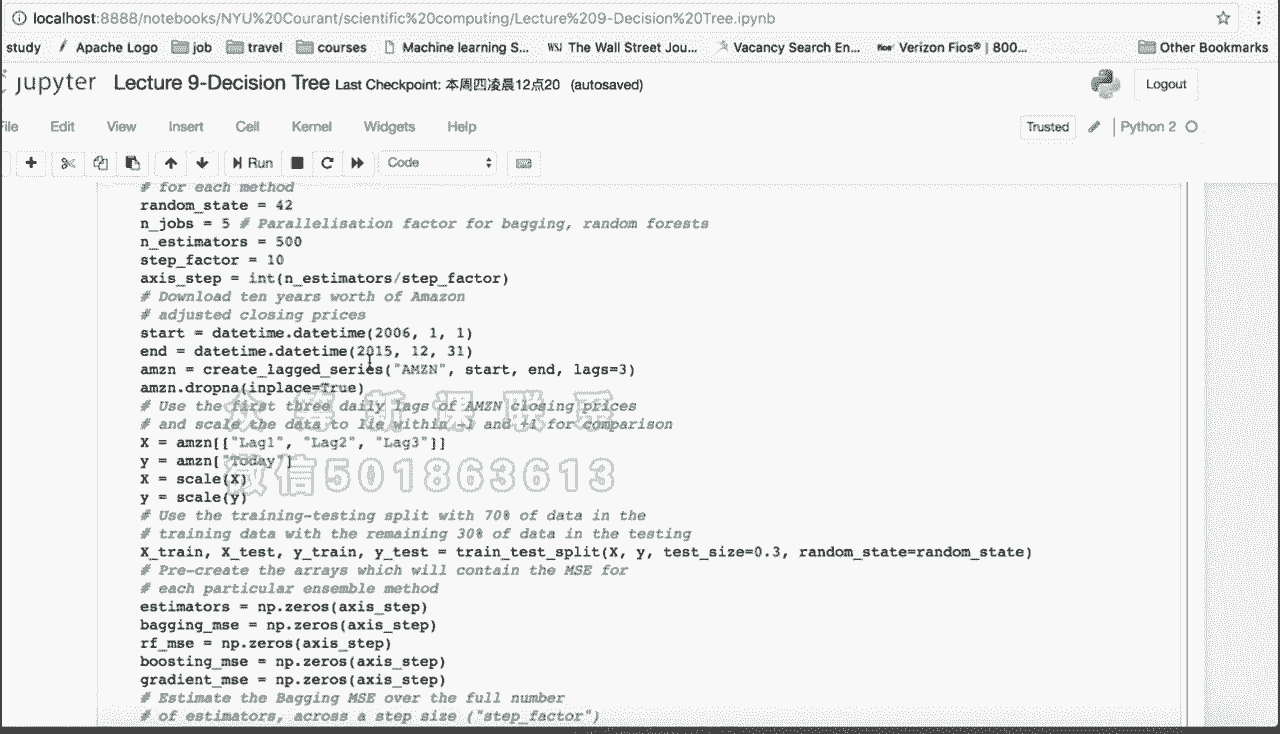 localhost:8888/notebooks/NYU%20Courant/scientific%20computing/Lecture%209-Decision%20Tree.ipynb
study Apache Logo job travel courses Machine learning S... WSJ The Wall Street Jou... Vacancy Search En... Verizon Fios® | 800... Other Bookmarks
jupyter Lecture 9-Decision Tree Last Checkpoint: 本周四凌晨12点20 (autosaved) Logout
File Edit View Insert Cell Kernel Widgets Help Trusted Python 2
Run Code
# for each method
random_state = 42
n_jobs = 5 # Parallelisation factor for bagging, random forests
n_estimators = 500
step_factor = 10
axis_step = int(n_estimators/step_factor)
# Download ten years worth of Amazon
# adjusted closing prices
start = datetime.datetime(2006, 1, 1)
end = datetime.datetime(2015, 12, 31)
amzn = create_lagged_series("AMZN", start, end, lags=3)
amzn.dropna(inplace=True)
# Use the first three daily lags of AMZN closing prices
# and scale the data to lie within -1 and +1 for comparison
X = amzn[["Lag1", "Lag2", "Lag3"]]
y = amzn["Today"]
X = scale(X)
y = scale(y)
# Use the training-testing split with 70% of data in the
# training data with the remaining 30% of data in the testing
X_train, X_test, y_train, y_test = train_test_split(X, y, test_size=0.3, random_state=random_state)
# Pre-create the arrays which will contain the MSE for
# each particular ensemble method
estimators = np.zeros(axis_step)
bagging_mse = np.zeros(axis_step)
rf_mse = np.zeros(axis_step)
boosting_mse = np.zeros(axis_step)
gradient_mse = np.zeros(axis_step)
# Estimate the Bagging MSE over the full number
# of estimators, across a step size ("step_factor")
众筹新课联系
微信501863613